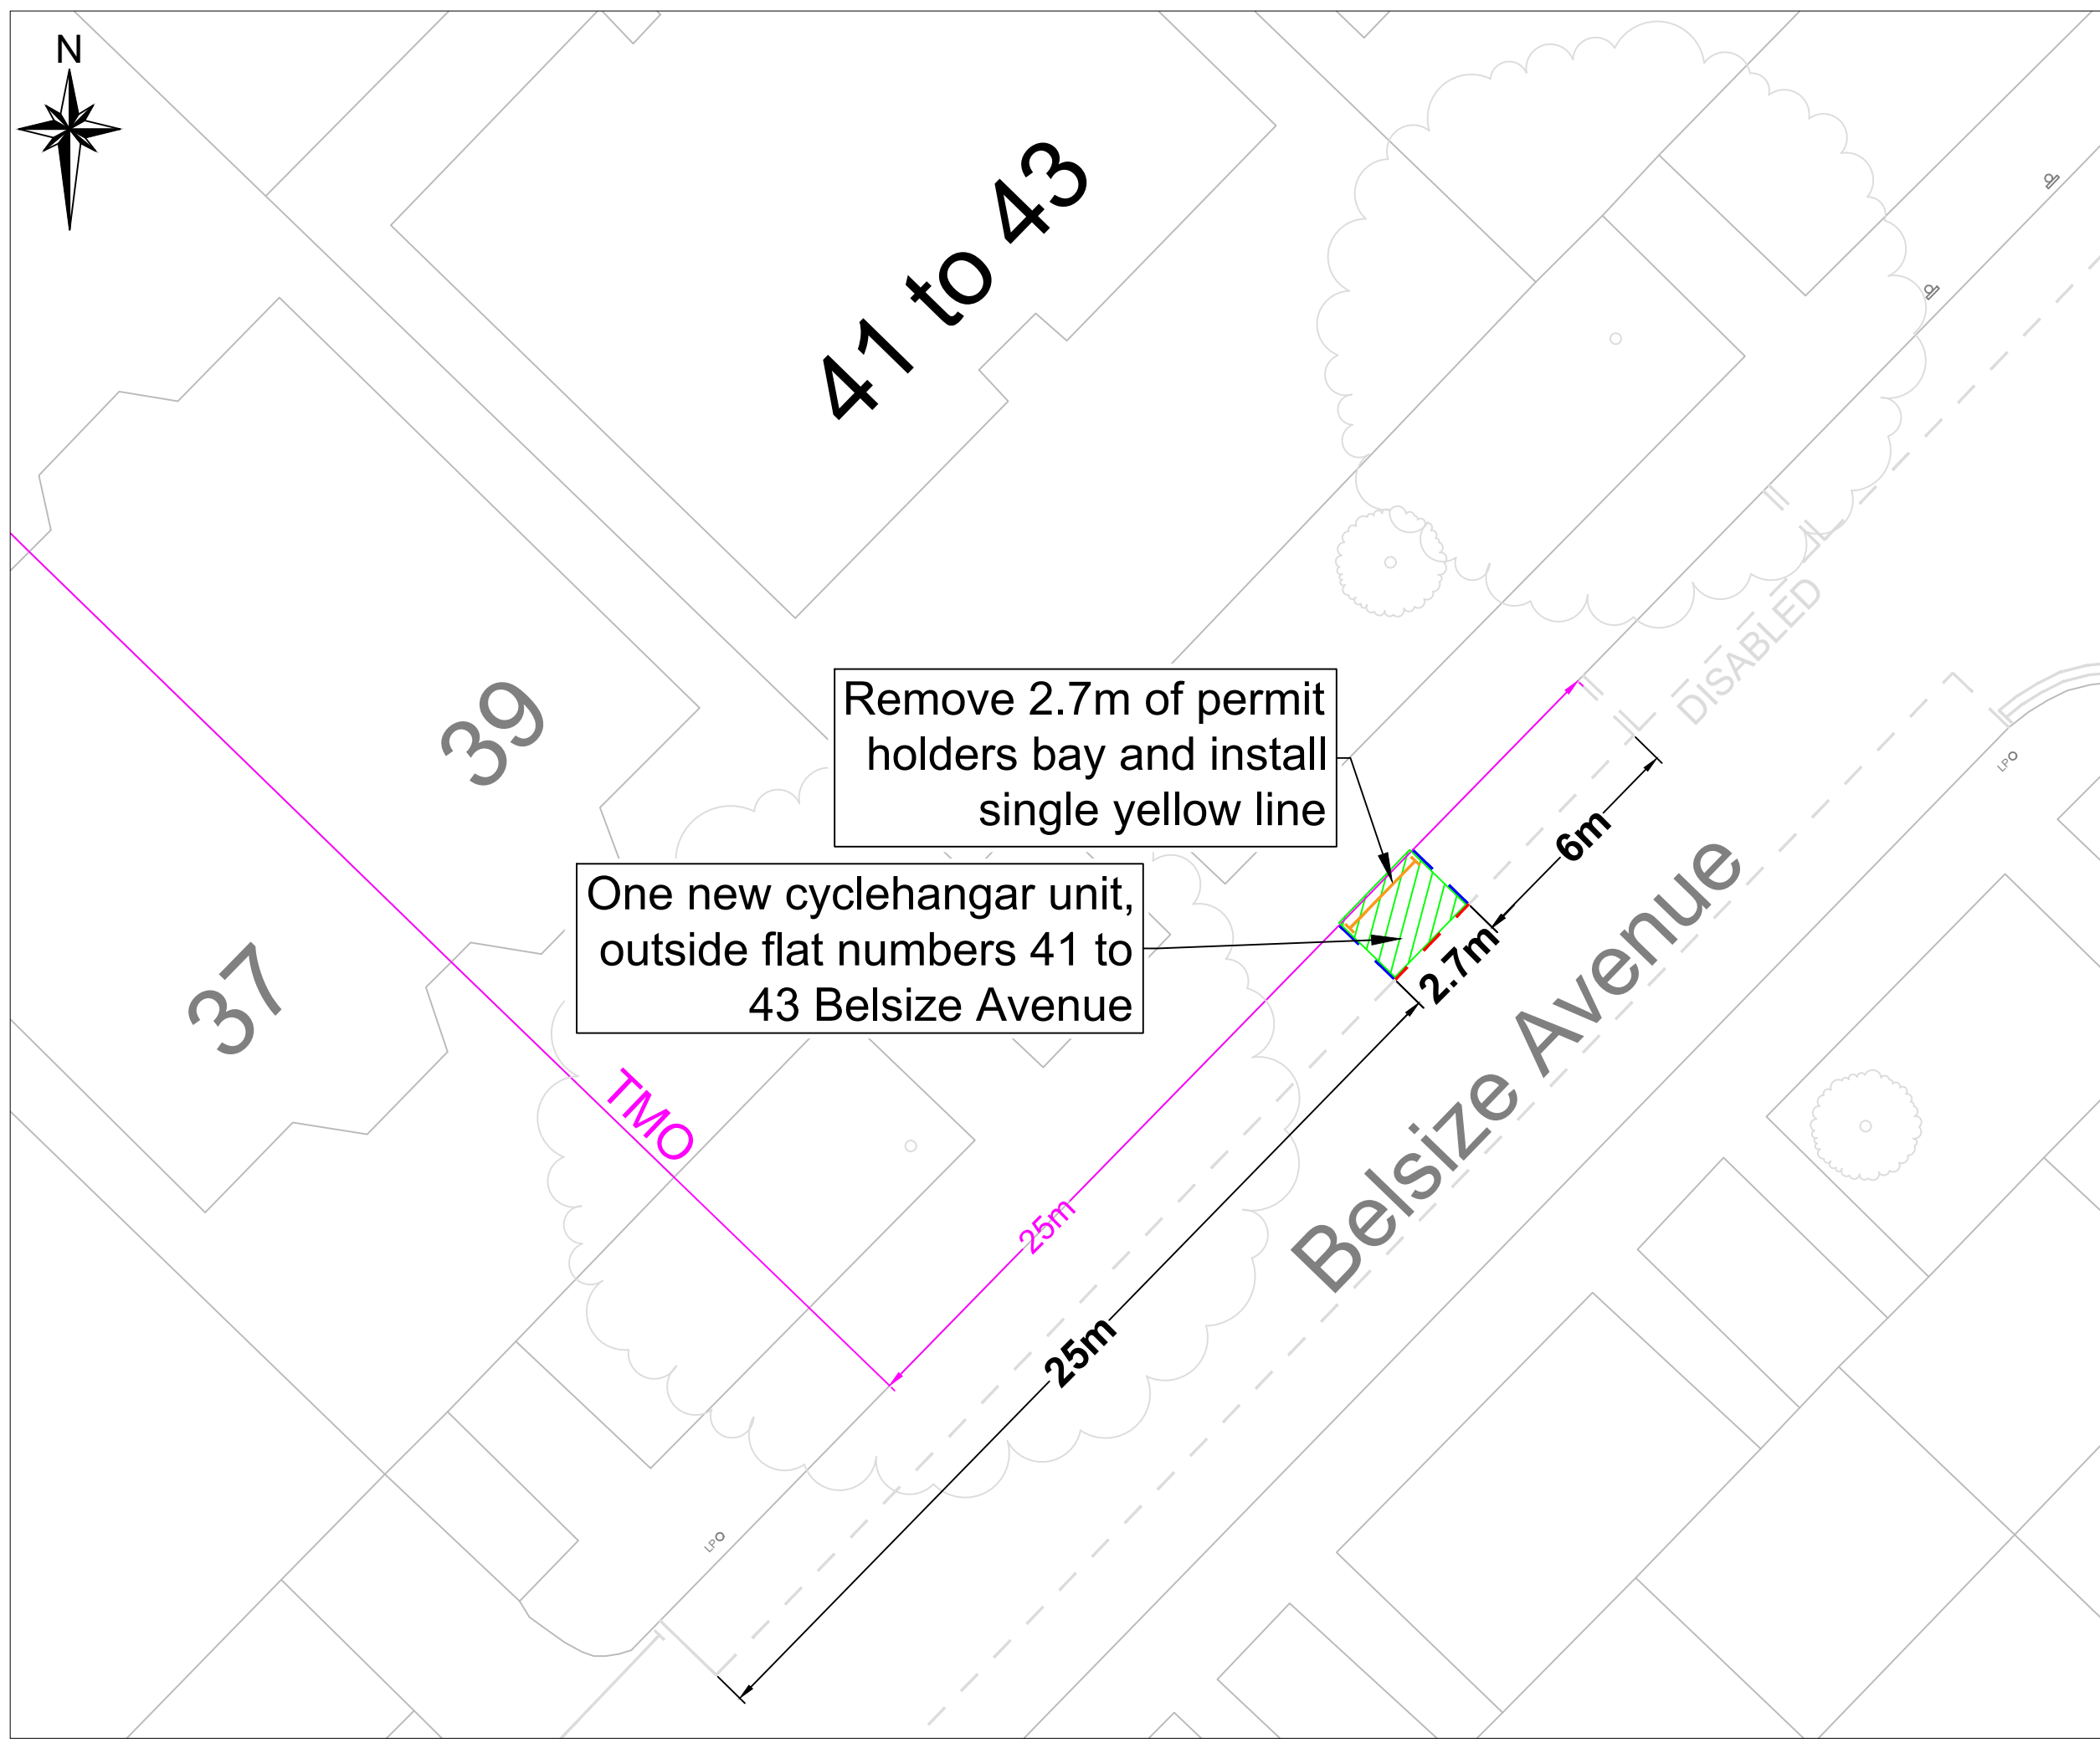 N
41 to 43
39
37
Remove 2.7m of permit
holders bay and install
single yellow line
One new cyclehangar unit,
outside flat numbers 41 to
43 Belsize Avenue
DISABLED
6m
2.7m
LP
Belsize Avenue
TMO
25m
25m
LP